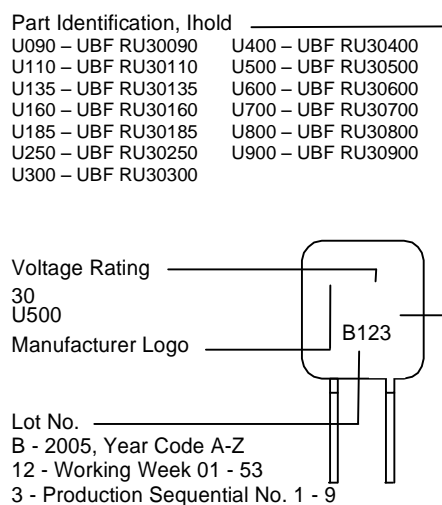 Part Identification, Ihold
U090 – UBF RU30090 U400 – UBF RU30400
U110 – UBF RU30110 U500 – UBF RU30500
U135 – UBF RU30135 U600 – UBF RU30600
U160 – UBF RU30160 U700 – UBF RU30700
U185 – UBF RU30185 U800 – UBF RU30800
U250 – UBF RU30250 U900 – UBF RU30900
U300 – UBF RU30300
Voltage Rating
30
U500
Manufacturer Logo
B123
Lot No.
B - 2005, Year Code A-Z
12 - Working Week 01 - 53
3 - Production Sequential No. 1 - 9